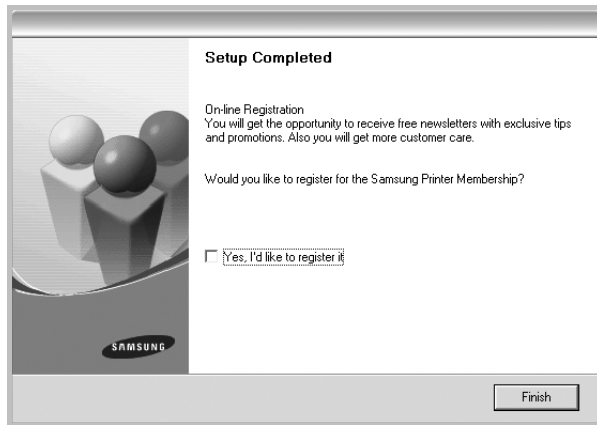 Setup Completed
On-line Registration
You will get the opportunity to receive free newsletters with exclusive tips
and promotions. Also you will get more customer care.
Would you like to register for the Samsung Printer Membership?
Yes, I'd like to register it
SAMSUNG
Finish